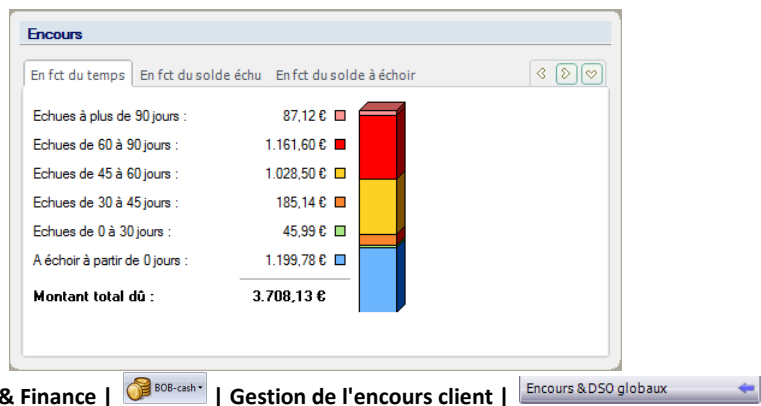 Encours
En fct du temps En fct du solde échu En fct du solde à échoir
Echues à plus de 90 jours : 87,12 €
Echues de 60 à 90 jours : 1.161,60 €
Echues de 45 à 60 jours : 1.028,50 €
Echues de 30 à 45 jours : 185,14 €
Echues de 0 à 30 jours : 45,99 €
A échoir à partir de 0 jours : 1.199,78 €
Montant total dû : 3.708,13 €
& Finance | BOB-cash | Gestion de l'encours client | Encours & DSO globaux